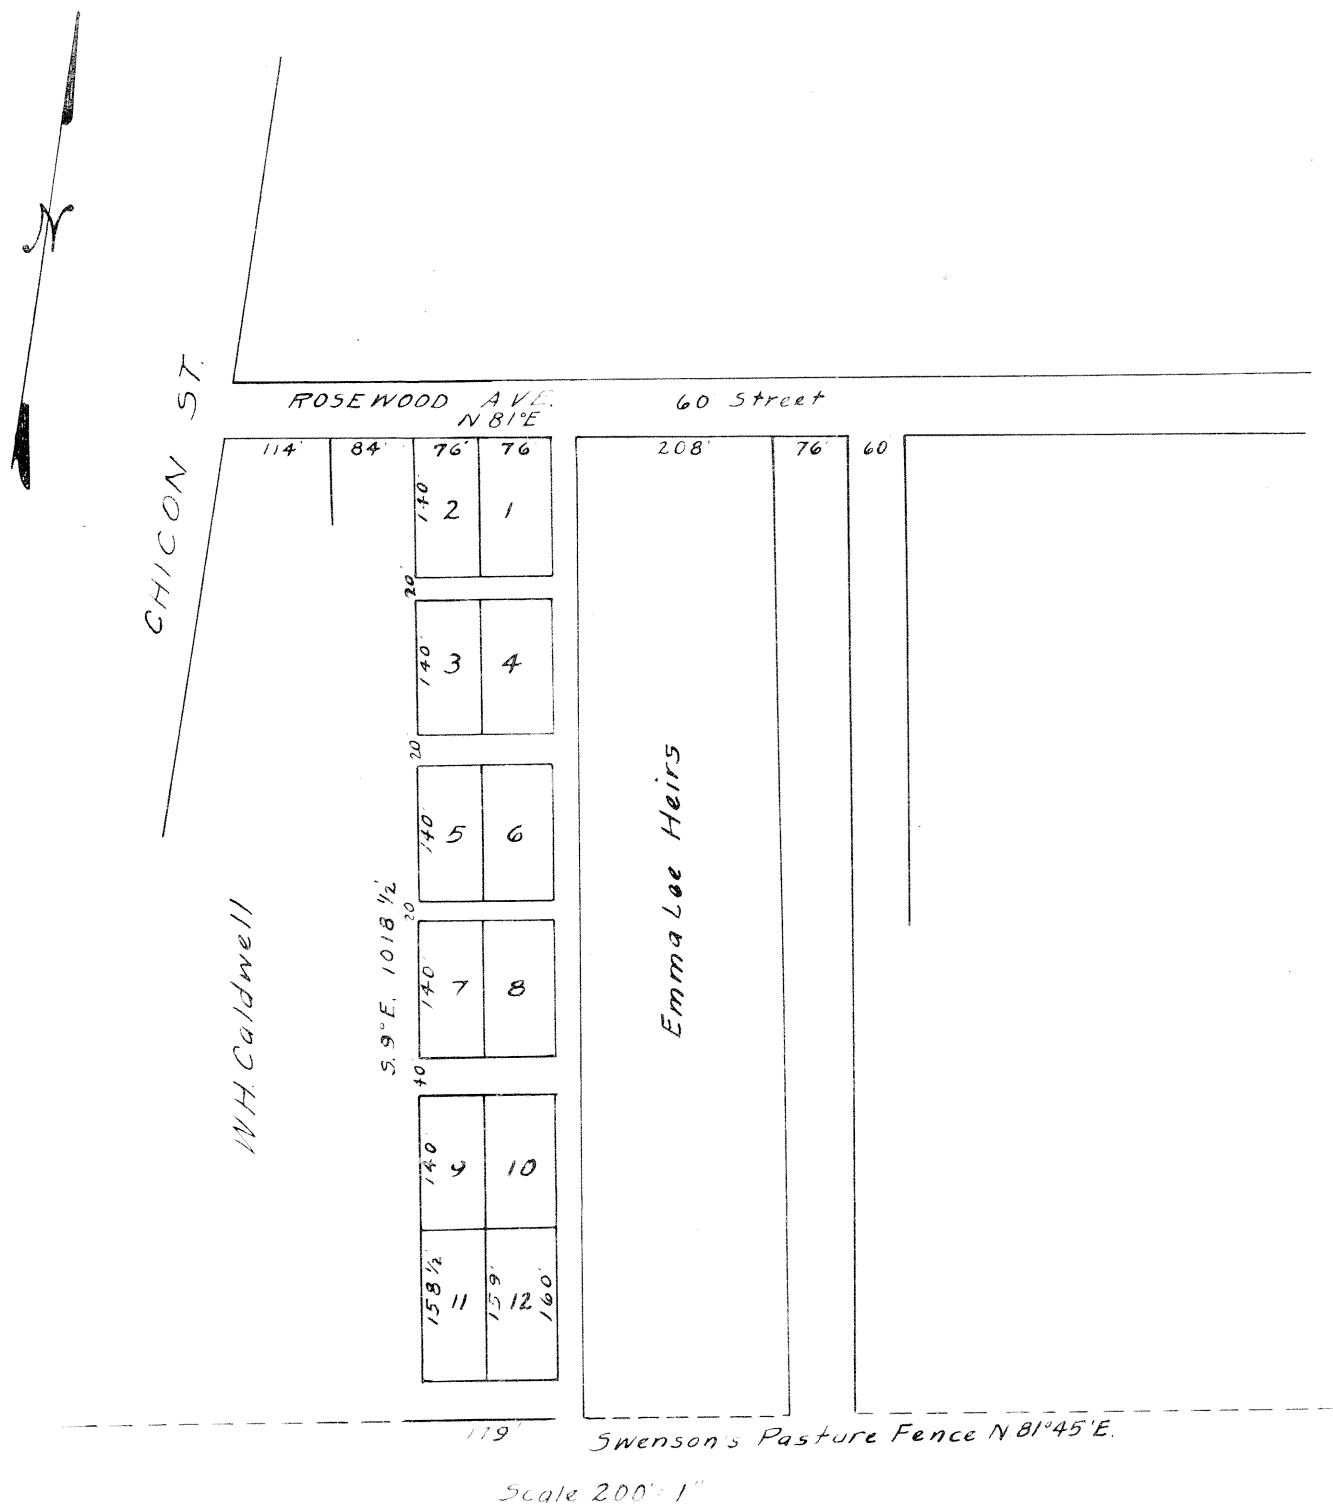 N
CHICON ST.
ROSEWOOD AVE.
60' Street
N 81°E
114' 84' 76' 76 208' 76' 60'
140' 2 1
20'
140' 3 4
20'
140' 5 6
20'
140' 7 8
40'
140' 9 10
158 1/2 11 159' 12 160'
S.9°E. 1018 1/2'
W.H. Caldwell
Emma Lee Heirs
179'
Swenson's Pasture Fence N 81°45'E.
Scale 200' = 1"